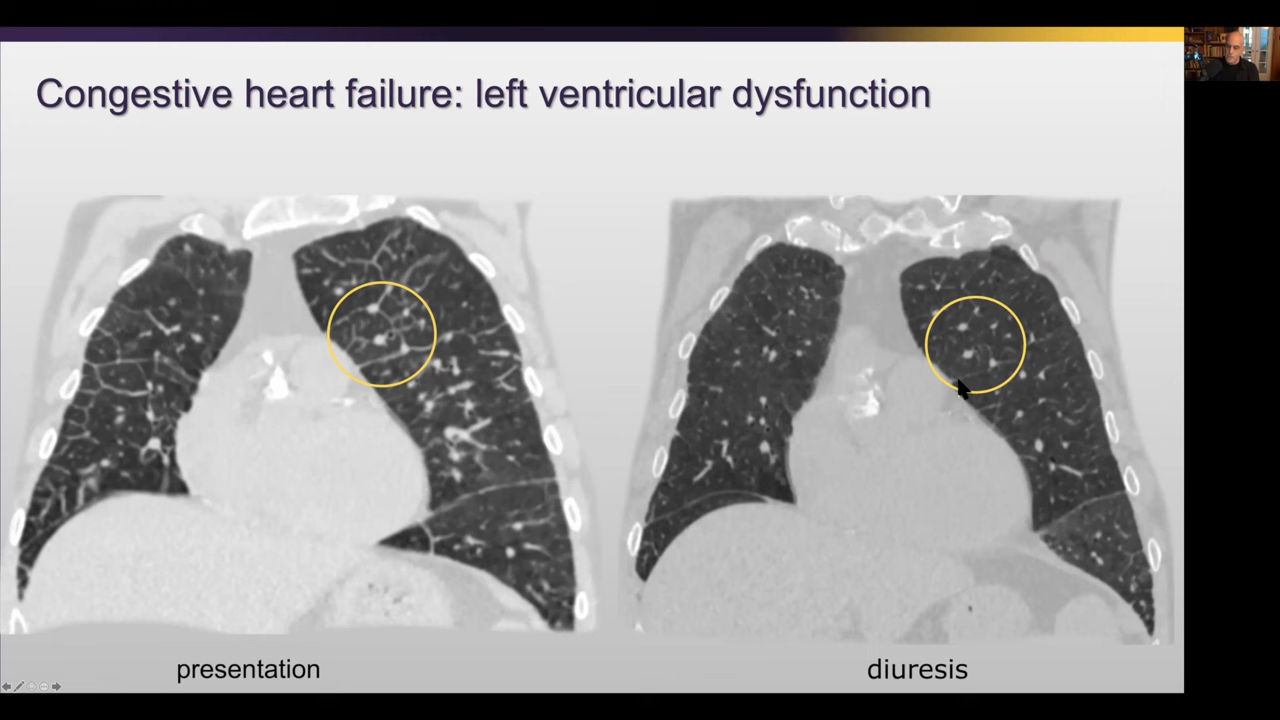 Congestive heart failure: left ventricular dysfunction
presentation
diuresis